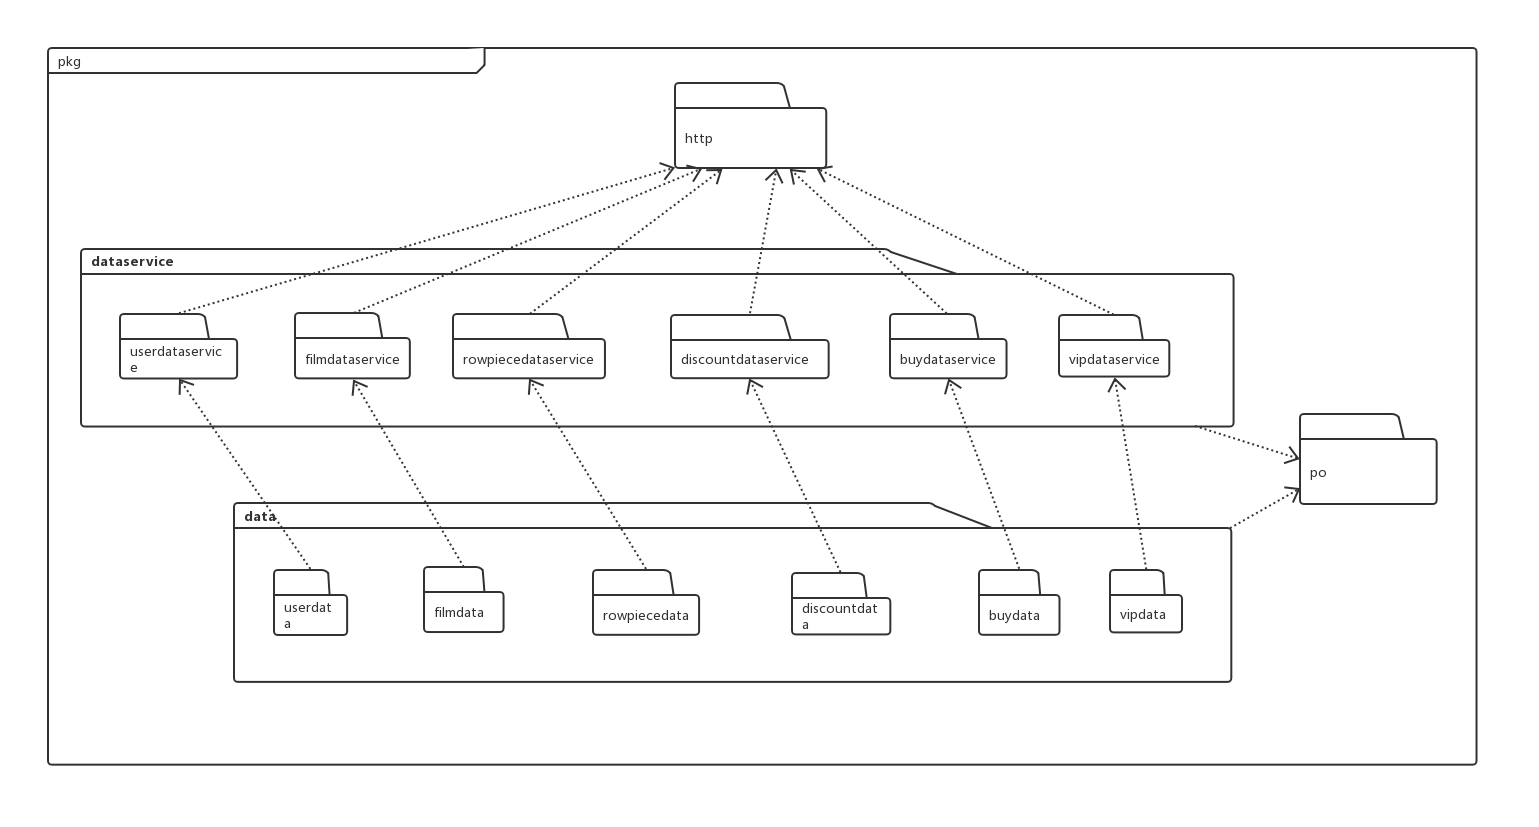 pkg
http
dataservice
userdataservic
e
filmdataservice
rowpiecedataservice
discountdataservice
buydataservice
vipdataservice
po
data
userdat
a
filmdata
rowpiecedata
discountdat
a
buydata
vipdata